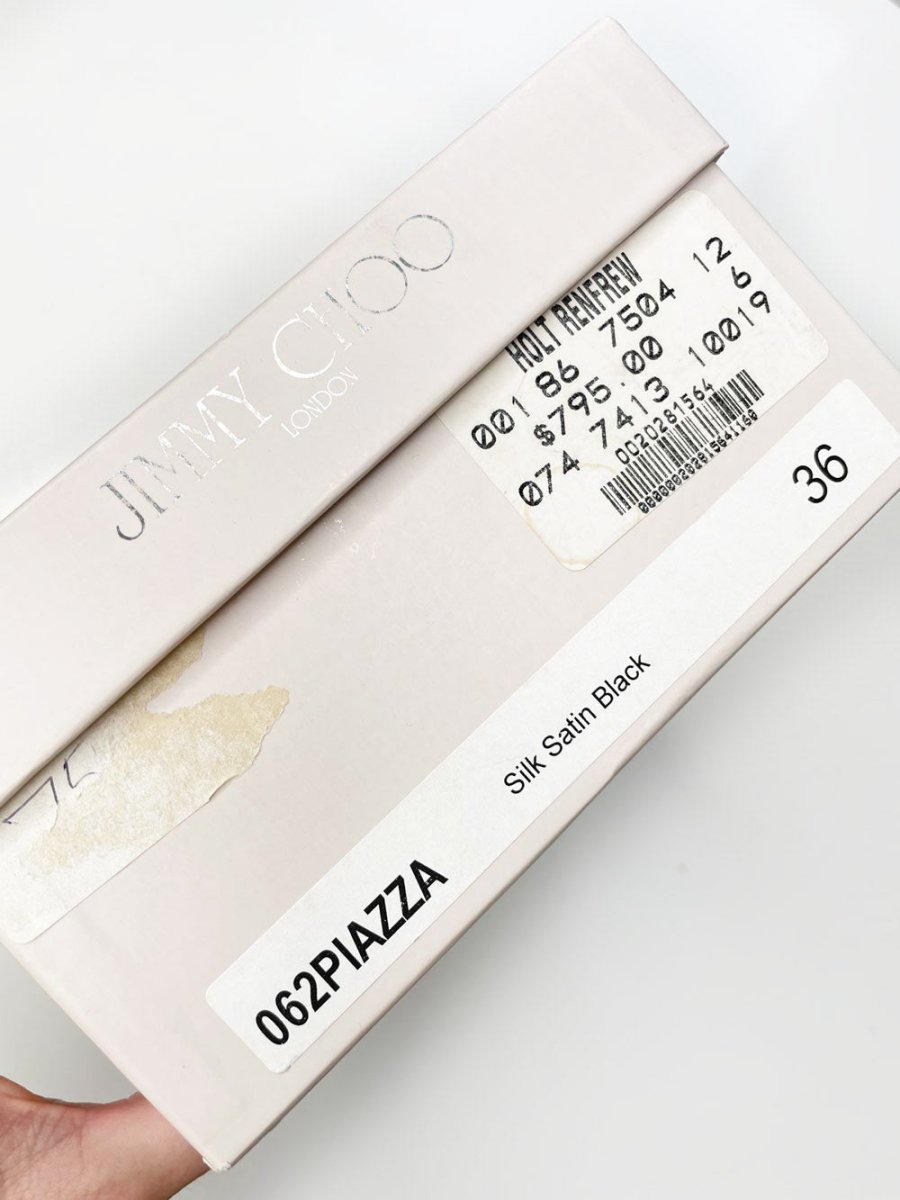 JIMMY CHOO
LONDON
HOLT RENFREW
001 86 7504 12
$795.00 6
074 7413 10019
0020281564
36
Silk Satin Black
062PIAZZA